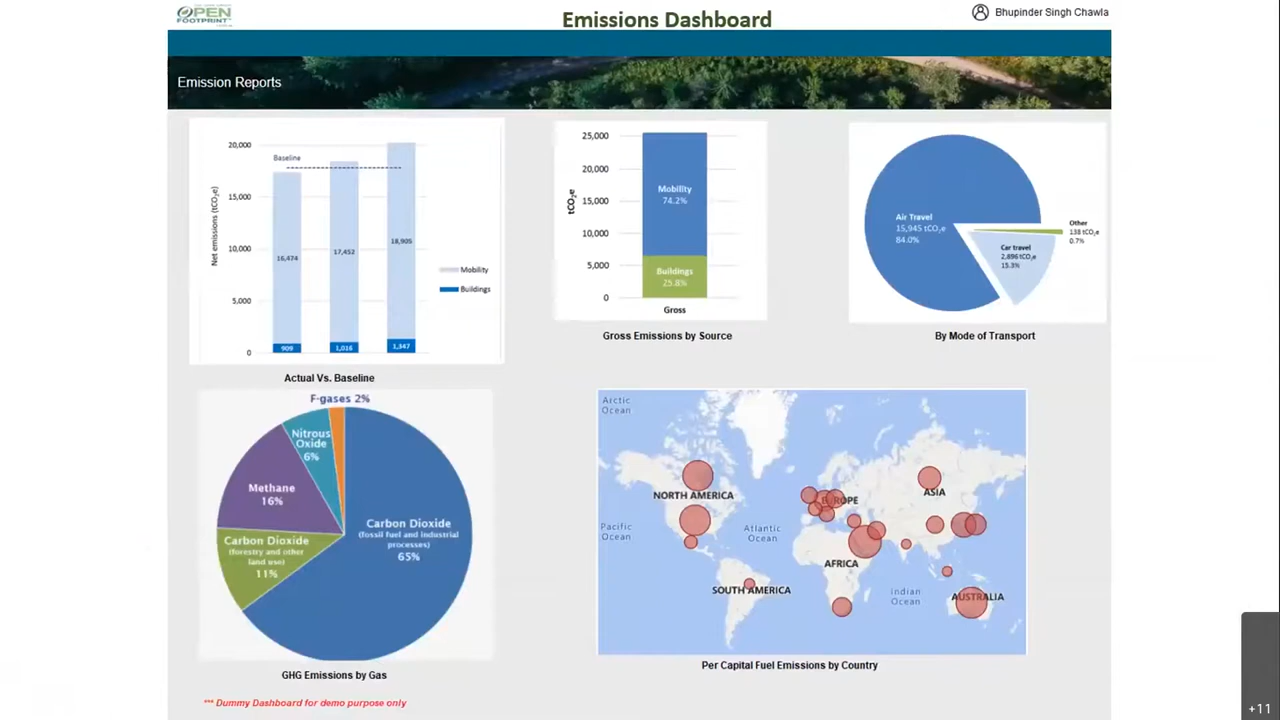 OPEN
FOOTPRINT
Emissions Dashboard
Bhupinder Singh Chawla
Emission Reports
20,000
15,000
10,000
5,000
0
Net emissions (tCO₂e)
Baseline
16,474
17,452
18,905
909
1,016
1,347
Mobility
Buildings
Actual Vs. Baseline
25,000
20,000
15,000
10,000
5,000
0
tCO₂e
Mobility
74.2%
Buildings
25.8%
Gross
Gross Emissions by Source
Air Travel
15,945 tCO₂e
84.0%
Other
138 tCO₂e
0.7%
Car travel
2,896 tCO₂e
15.3%
By Mode of Transport
F-gases 2%
Nitrous
Oxide
6%
Methane
16%
Carbon Dioxide
(forestry and other
land use)
11%
Carbon Dioxide
(fossil fuel and industrial
processes)
65%
GHG Emissions by Gas
Arctic
Ocean
NORTH AMERICA
EUROPE
ASIA
Pacific
Ocean
Atlantic
Ocean
AFRICA
SOUTH AMERICA
Indian
Ocean
AUSTRALIA
Per Capital Fuel Emissions by Country
*** Dummy Dashboard for demo purpose only
+11